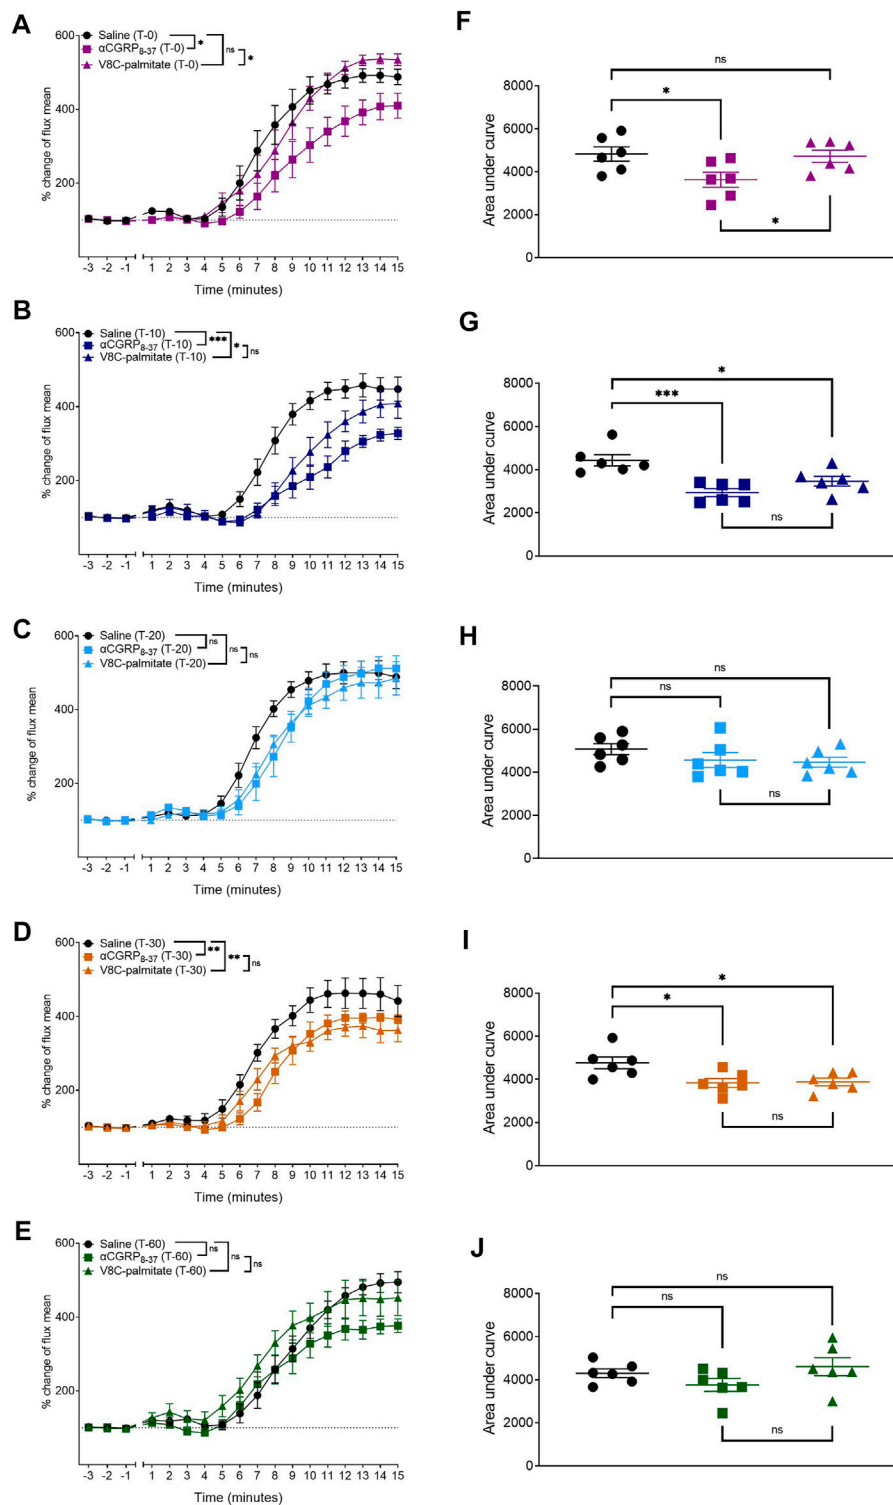 A
Saline (T-0)
αCGRP8-37 (T-0)
V8C-palmitate (T-0)
* ns *
% change of flux mean
600
400
200
-3 -2 -1 1 2 3 4 5 6 7 8 9 10 11 12 13 14 15
Time (minutes)
F
ns
*
*
Area under curve
8000
6000
4000
2000
0
B
Saline (T-10)
αCGRP8-37 (T-10)
V8C-palmitate (T-10)
*** * ns
% change of flux mean
600
400
200
-3 -2 -1 1 2 3 4 5 6 7 8 9 10 11 12 13 14 15
Time (minutes)
G
*
***
ns
Area under curve
8000
6000
4000
2000
0
C
Saline (T-20)
αCGRP8-37 (T-20)
V8C-palmitate (T-20)
ns ns ns
% change of flux mean
600
400
200
-3 -2 -1 1 2 3 4 5 6 7 8 9 10 11 12 13 14 15
Time (minutes)
H
ns
ns
ns
Area under curve
8000
6000
4000
2000
0
D
Saline (T-30)
αCGRP8-37 (T-30)
V8C-palmitate (T-30)
** ** ns
% change of flux mean
600
400
200
-3 -2 -1 1 2 3 4 5 6 7 8 9 10 11 12 13 14 15
Time (minutes)
I
*
*
ns
Area under curve
8000
6000
4000
2000
0
E
Saline (T-60)
αCGRP8-37 (T-60)
V8C-palmitate (T-60)
ns ns ns
% change of flux mean
600
400
200
-3 -2 -1 1 2 3 4 5 6 7 8 9 10 11 12 13 14 15
Time (minutes)
J
ns
ns
ns
Area under curve
8000
6000
4000
2000
0